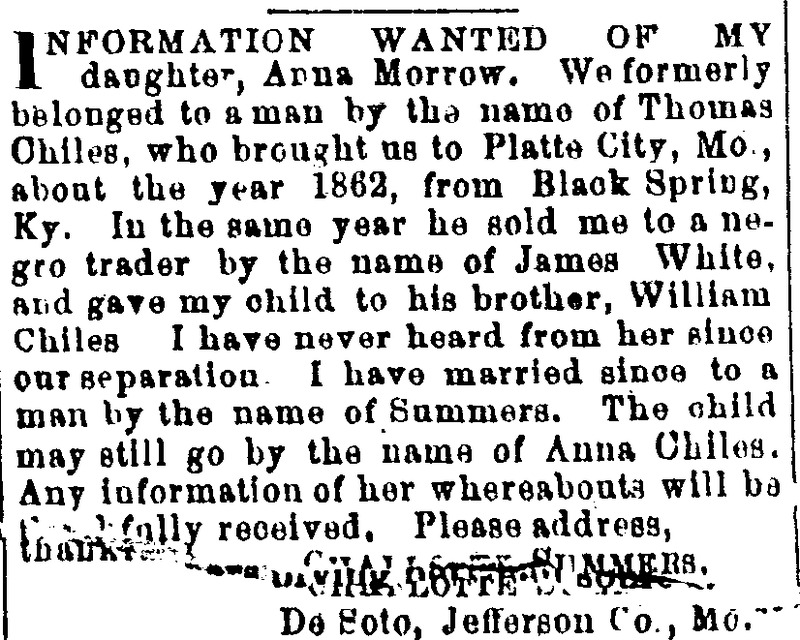 INFORMATION WANTED OF MY
daughter, Anna Morrow. We formerly
belonged to a man by the name of Thomas
Chiles, who brought us to Platte City, Mo.,
about the year 1862, from Black Spring,
Ky. In the same year he sold me to a ne-
gro trader by the name of James White,
and gave my child to his brother, William
Chiles I have never heard from her since
our separation. I have married since to a
man by the name of Summers. The child
may still go by the name of Anna Chiles.
Any information of her whereabouts will be
thankfully received. Please address,
CHARLOTTE SUMMERS.
De Soto, Jefferson Co., Mo.